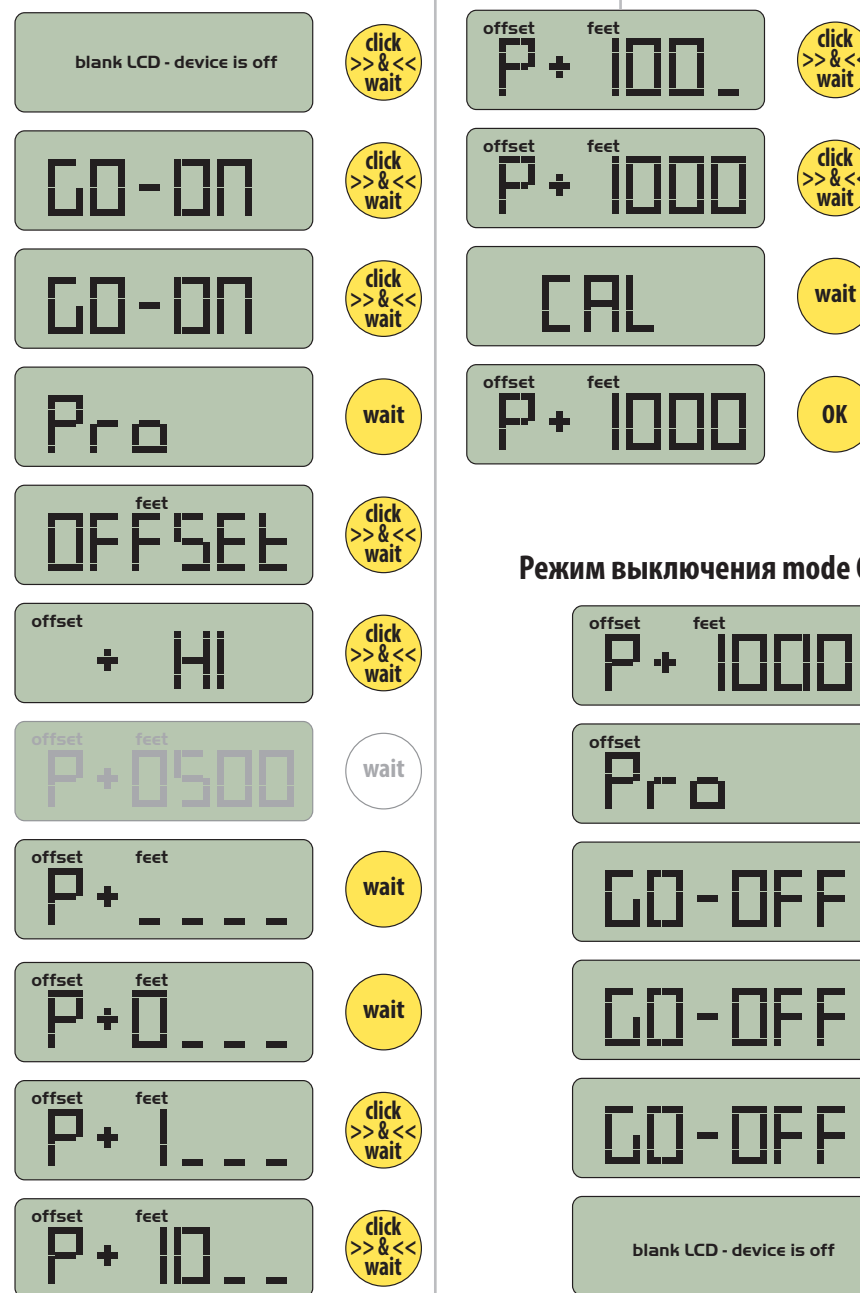 blank LCD - device is off
click
>> & <<
wait
GO-ON
click
>> & <<
wait
GO-ON
click
>> & <<
wait
Pro
wait
feet
OFFSEt
click
>> & <<
wait
offset
+ HI
click
>> & <<
wait
offset feet
P+0500
wait
offset feet
P+_ _ _ _
wait
offset feet
P+0_ _ _
wait
offset feet
P+ 1_ _ _
click
>> & <<
wait
offset feet
P+ 10_ _
click
>> & <<
wait
offset feet
P+ 100_
click
>> & <
wait
offset feet
P+ 1000
click
>> & <
wait
CAL
wait
offset feet
P+ 1000
OK
Режим выключения mode
offset feet
P+ 1000
offset
Pro
GO-OFF
GO-OFF
GO-OFF
blank LCD - device is off